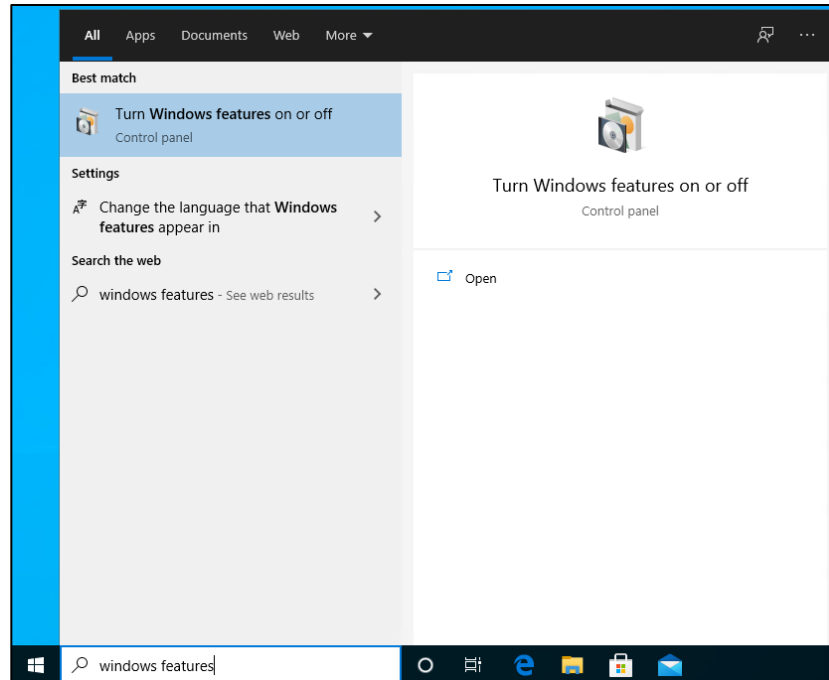 All Apps Documents Web More
Best match
Turn Windows features on or off
Control panel
Settings
Change the language that Windows
features appear in
Search the web
windows features - See web results
Turn Windows features on or off
Control panel
Open
windows features